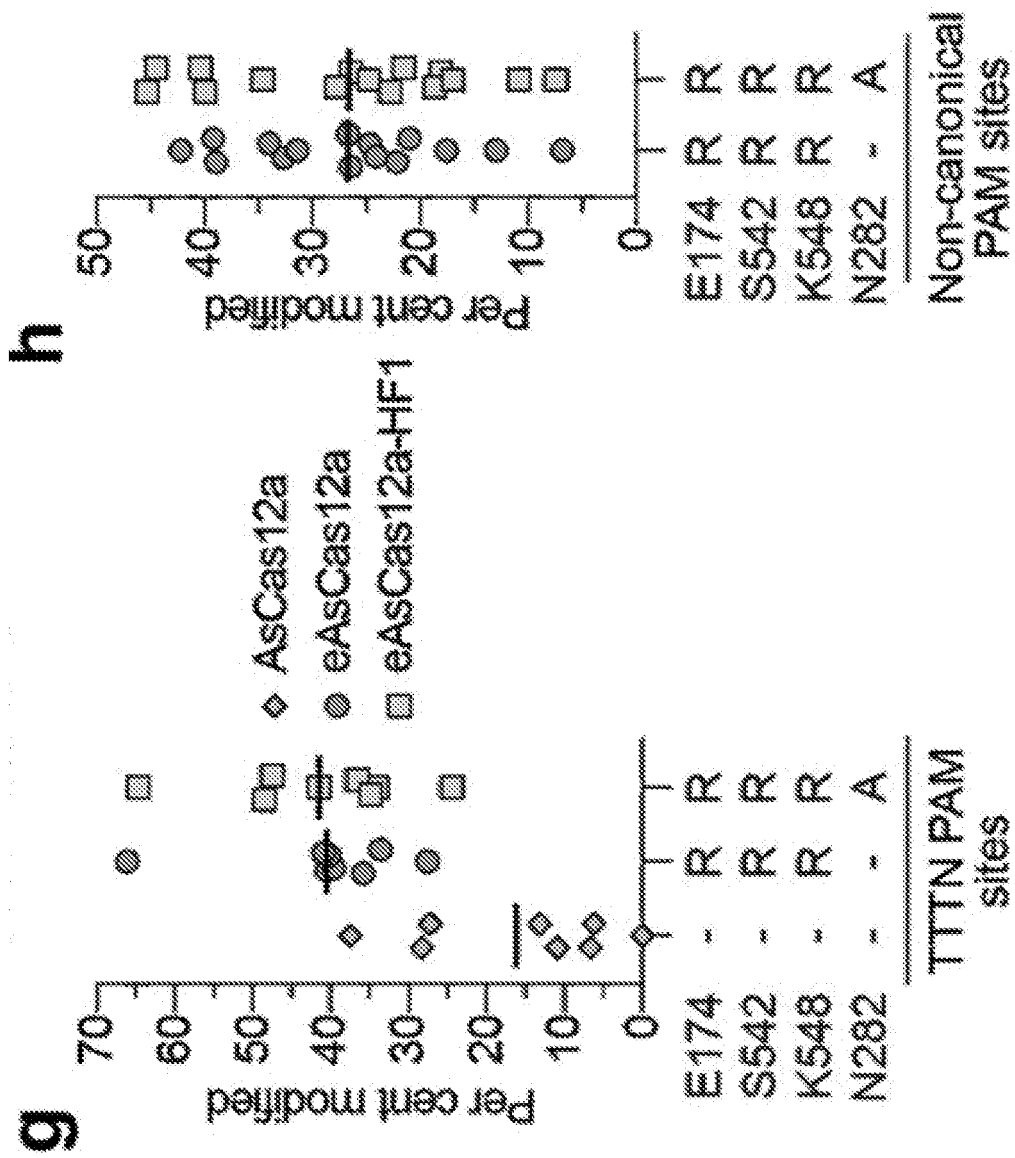 g
Per cent modified
70
60
50
40
30
20
10
0
AsCas12a
eAsCas12a
eAsCas12a-HF1
E174 - R R
S542 - R R
K548 - R R
N282 - - A
TTTN PAM
sites
h
Per cent modified
50
40
30
20
10
0
E174 R R
S542 R R
K548 R R
N282 - A
Non-canonical
PAM sites